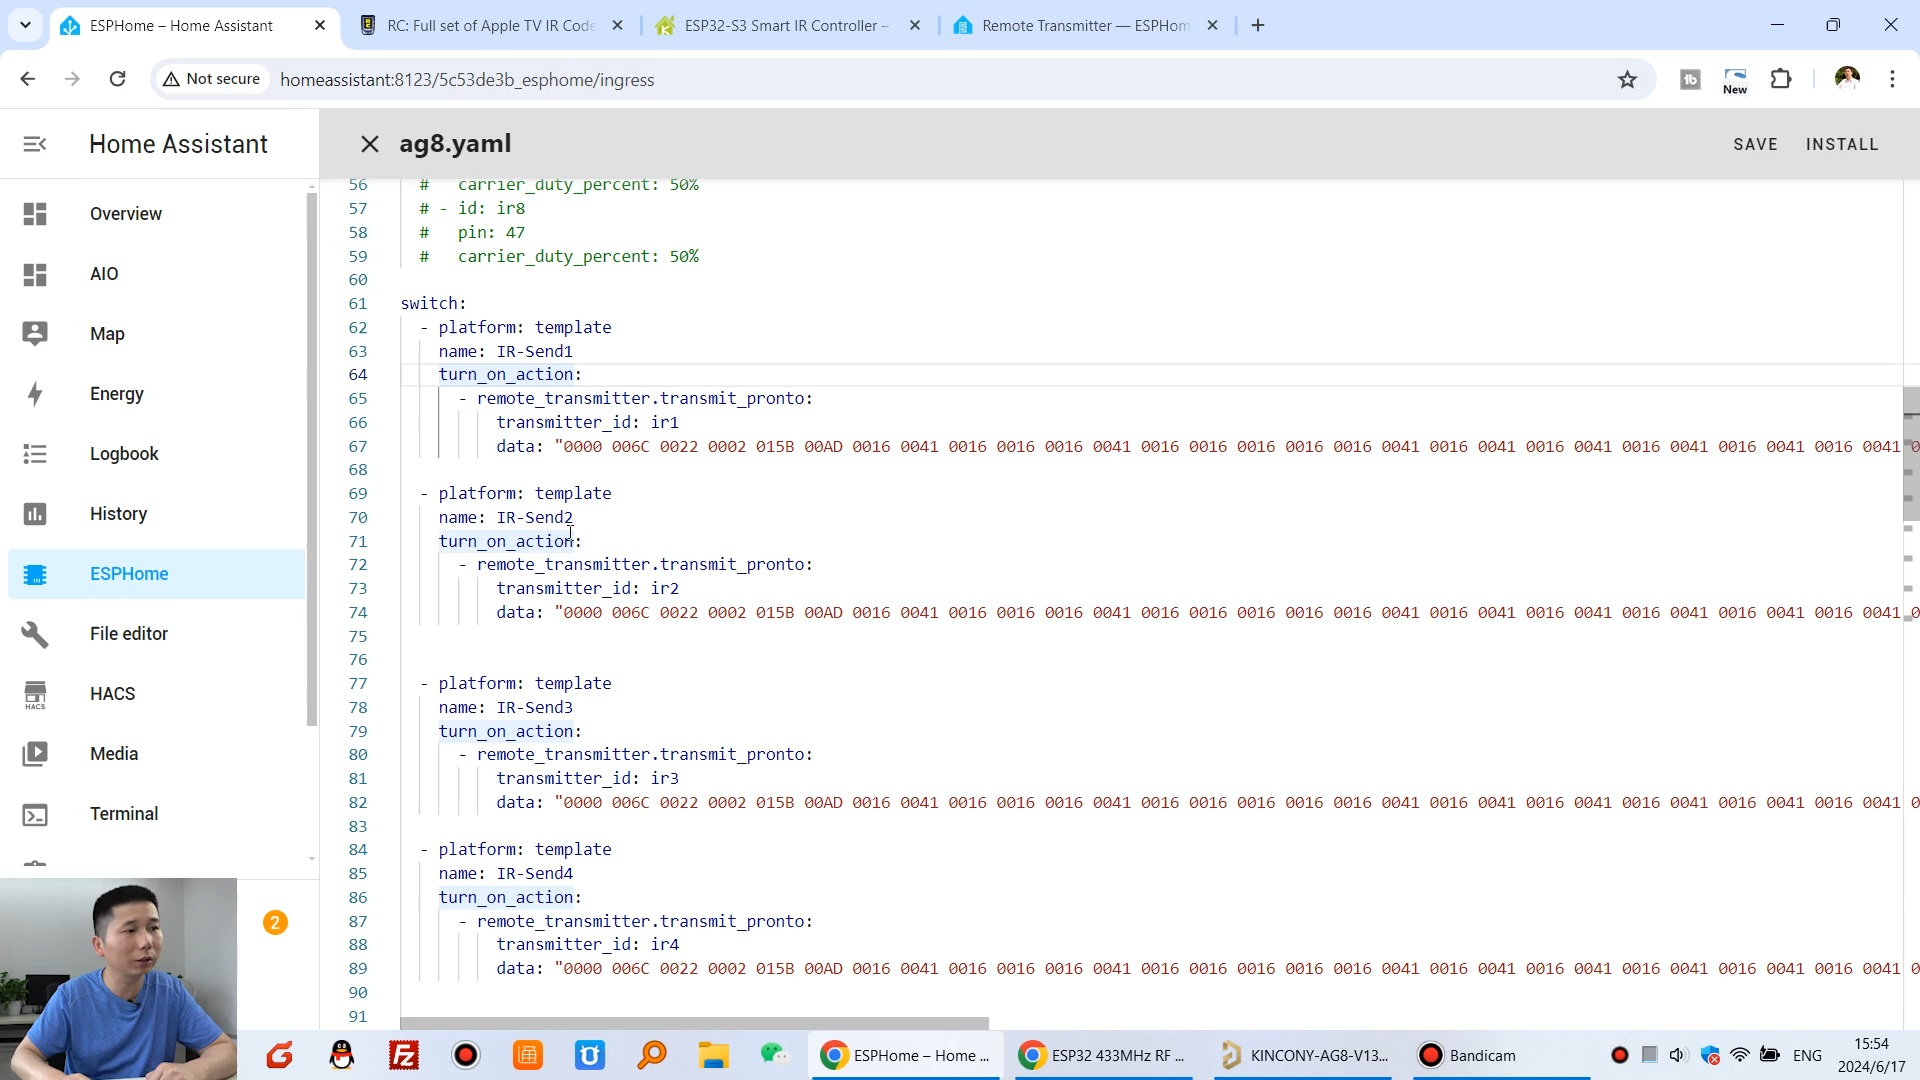 ESPHome – Home Assistant
RC: Full set of Apple TV IR Code
ESP32-S3 Smart IR Controller –
Remote Transmitter — ESPHom
Not secure
homeassistant:8123/5c53de3b_esphome/ingress
New
Home Assistant
ag8.yaml
SAVE
INSTALL
Overview
AIO
Map
Energy
Logbook
History
ESPHome
File editor
HACS
HACS
Media
Terminal
2
56 # carrier_duty_percent: 50%
57 # - id: ir8
58 # pin: 47
59 # carrier_duty_percent: 50%
60
61 switch:
62 - platform: template
63 name: IR-Send1
64 turn_on_action:
65 - remote_transmitter.transmit_pronto:
66 transmitter_id: ir1
67 data: "0000 006C 0022 0002 015B 00AD 0016 0041 0016 0016 0016 0041 0016 0016 0016 0016 0016 0041 0016 0041 0016 0041 0016 0041 0016 0041 0016 0041 0
68
69 - platform: template
70 name: IR-Send2
71 turn_on_action:
72 - remote_transmitter.transmit_pronto:
73 transmitter_id: ir2
74 data: "0000 006C 0022 0002 015B 00AD 0016 0041 0016 0016 0016 0041 0016 0016 0016 0016 0016 0041 0016 0041 0016 0041 0016 0041 0016 0041 0016 0041 0
75
76
77 - platform: template
78 name: IR-Send3
79 turn_on_action:
80 - remote_transmitter.transmit_pronto:
81 transmitter_id: ir3
82 data: "0000 006C 0022 0002 015B 00AD 0016 0041 0016 0016 0016 0041 0016 0016 0016 0016 0016 0041 0016 0041 0016 0041 0016 0041 0016 0041 0016 0041 0
83
84 - platform: template
85 name: IR-Send4
86 turn_on_action:
87 - remote_transmitter.transmit_pronto:
88 transmitter_id: ir4
89 data: "0000 006C 0022 0002 015B 00AD 0016 0041 0016 0016 0016 0041 0016 0016 0016 0016 0016 0041 0016 0041 0016 0041 0016 0041 0016 0041 0016 0041 0
90
91
ESPHome – Home ...
ESP32 433MHz RF ...
KINCONY-AG8-V13...
Bandicam
ENG
15:54
2024/6/17